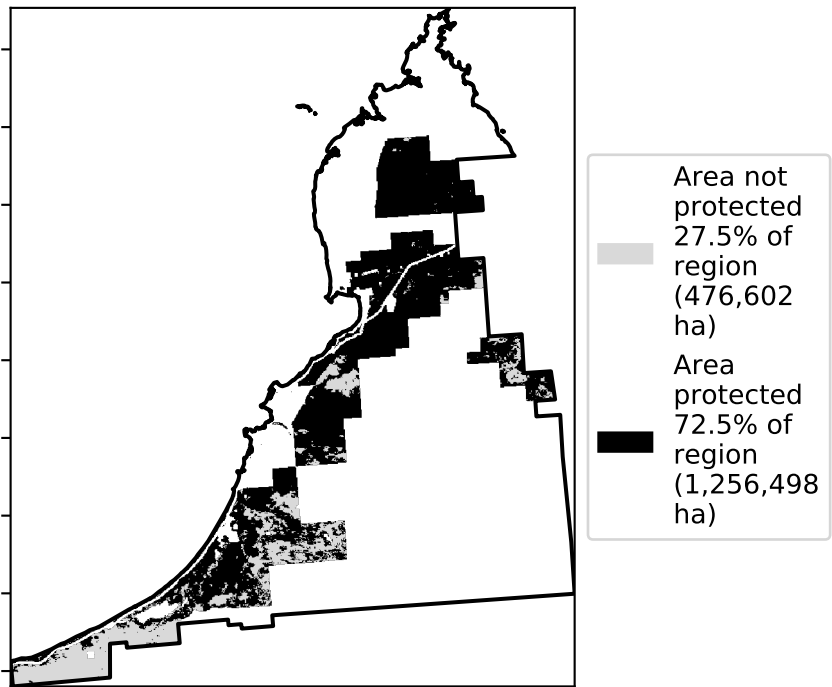 Area not
protected
27.5% of
region
(476,602
ha)
Area
protected
72.5% of
region
(1,256,498
ha)